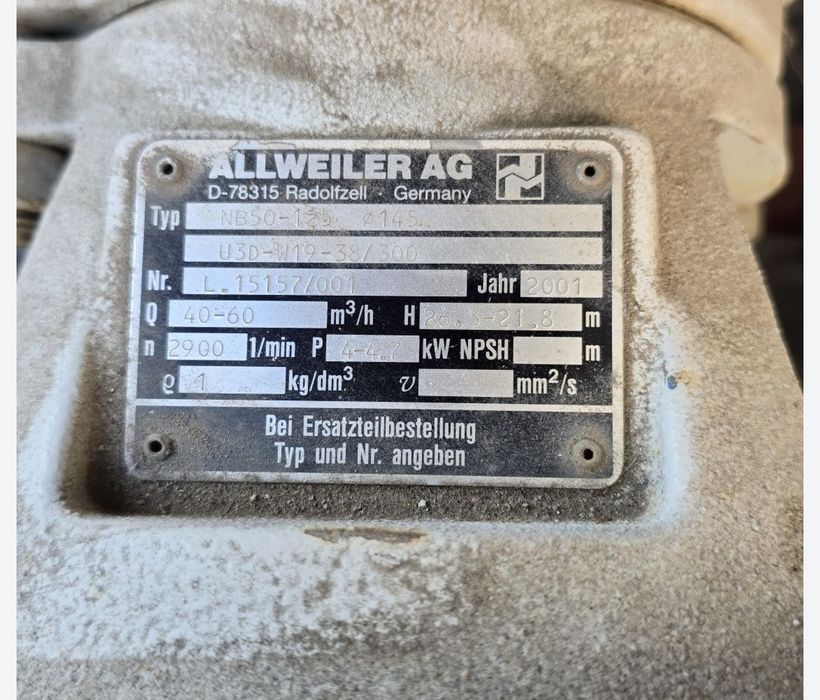 ALLWEILER AG
D-78315 Radolfzell · Germany
Typ NB50-125 ø145
U3D-W19-38/300
Nr. L.15157/001 Jahr 2001
Q 40-60 m³/h H 26.3-21.8 m
n 2900 1/min P 4-4.7 kW NPSH m
ϱ 1 kg/dm³ ν mm²/s
Bei Ersatzteilbestellung
Typ und Nr. angeben